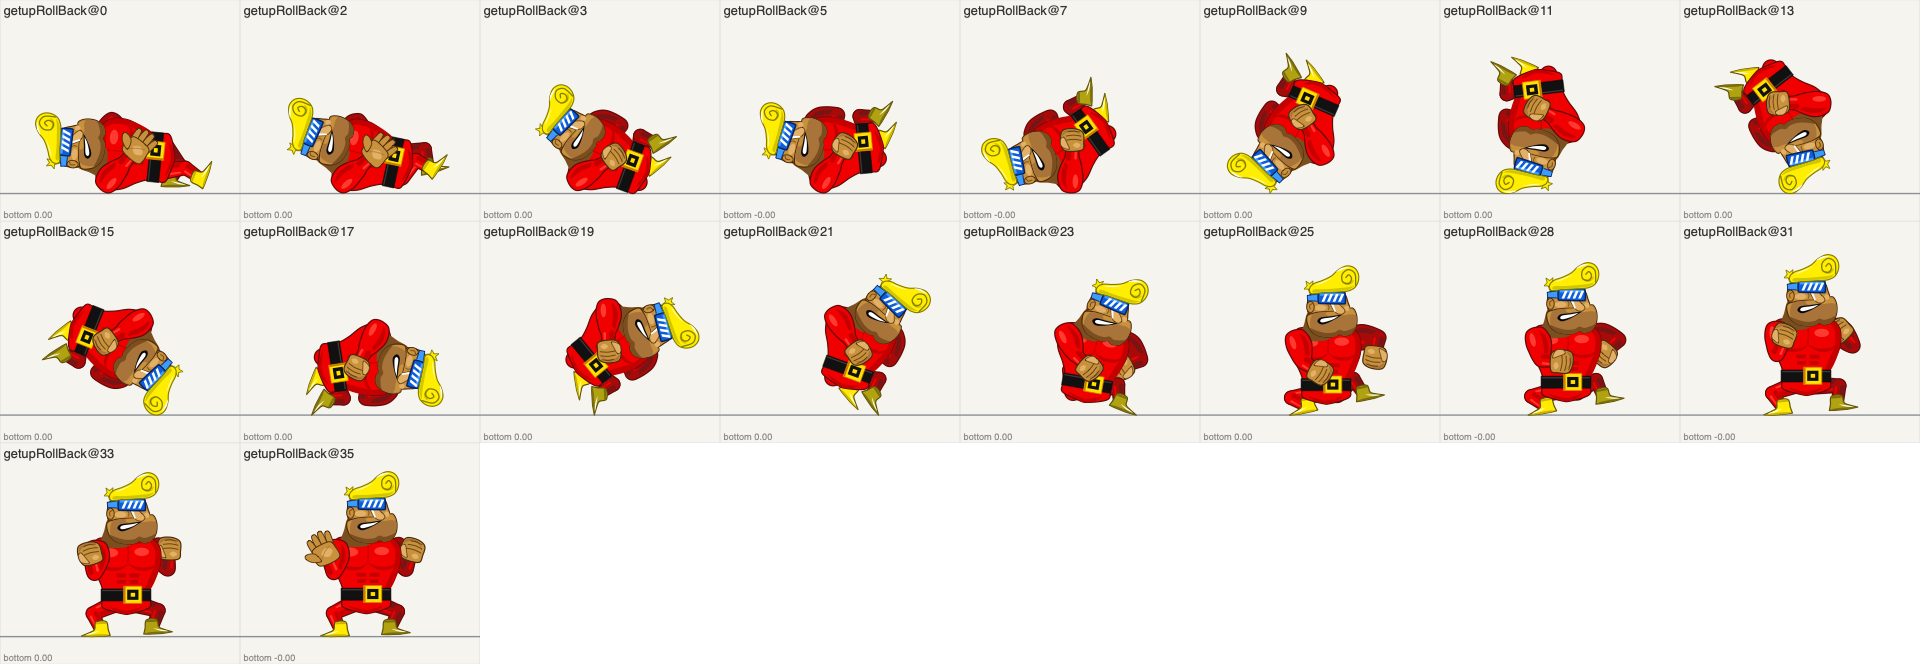 getupRollBack@0
getupRollBack@2
getupRollBack@3
getupRollBack@5
getupRollBack@7
getupRollBack@9
getupRollBack@11
getupRollBack@13
bottom 0.00
bottom 0.00
bottom 0.00
bottom -0.00
bottom -0.00
bottom 0.00
bottom 0.00
bottom 0.00
getupRollBack@15
getupRollBack@17
getupRollBack@19
getupRollBack@21
getupRollBack@23
getupRollBack@25
getupRollBack@28
getupRollBack@31
bottom 0.00
bottom 0.00
bottom 0.00
bottom 0.00
bottom 0.00
bottom 0.00
bottom -0.00
bottom -0.00
getupRollBack@33
getupRollBack@35
bottom 0.00
bottom -0.00